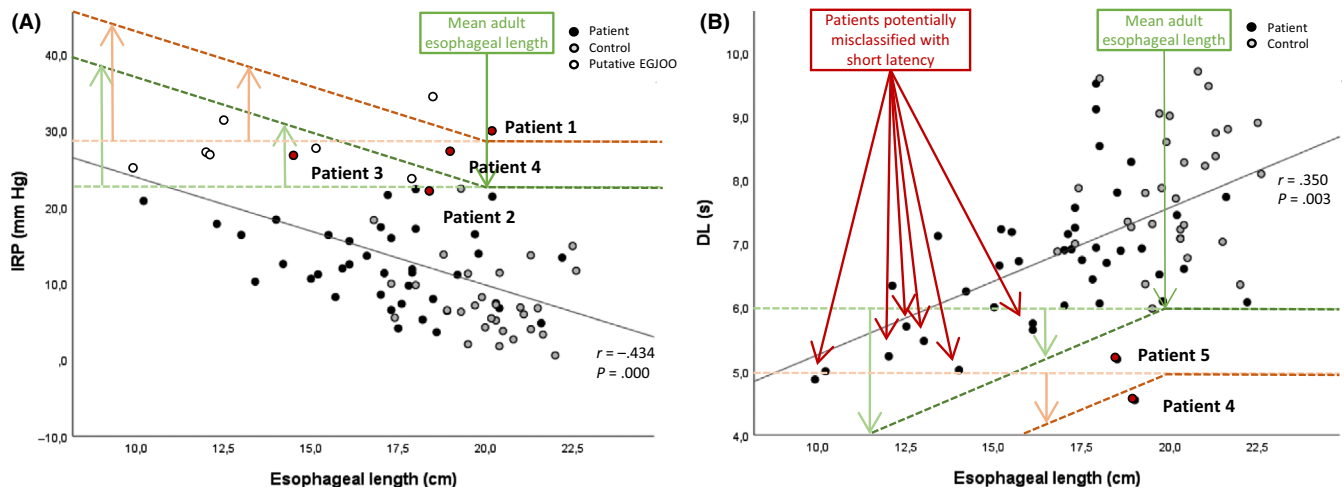 (A)
Mean adult
esophageal length
Patient
Control
Putative EGJOO
40,0
30,0
20,0
10,0
,0
−10,0
IRP (mm Hg)
Patient 1
Patient 4
Patient 3
Patient 2
r = −.434
P = .000
10,0 12,5 15,0 17,5 20,0 22,5
Esophageal length (cm)
(B)
Patients potentially
misclassified with
short latency
Mean adult
esophageal length
Patient
Control
10,0
9,0
8,0
7,0
6,0
5,0
4,0
DL (s)
r = .350
P = .003
Patient 5
Patient 4
10,0 12,5 15,0 17,5 20,0 22,5
Esophageal length (cm)